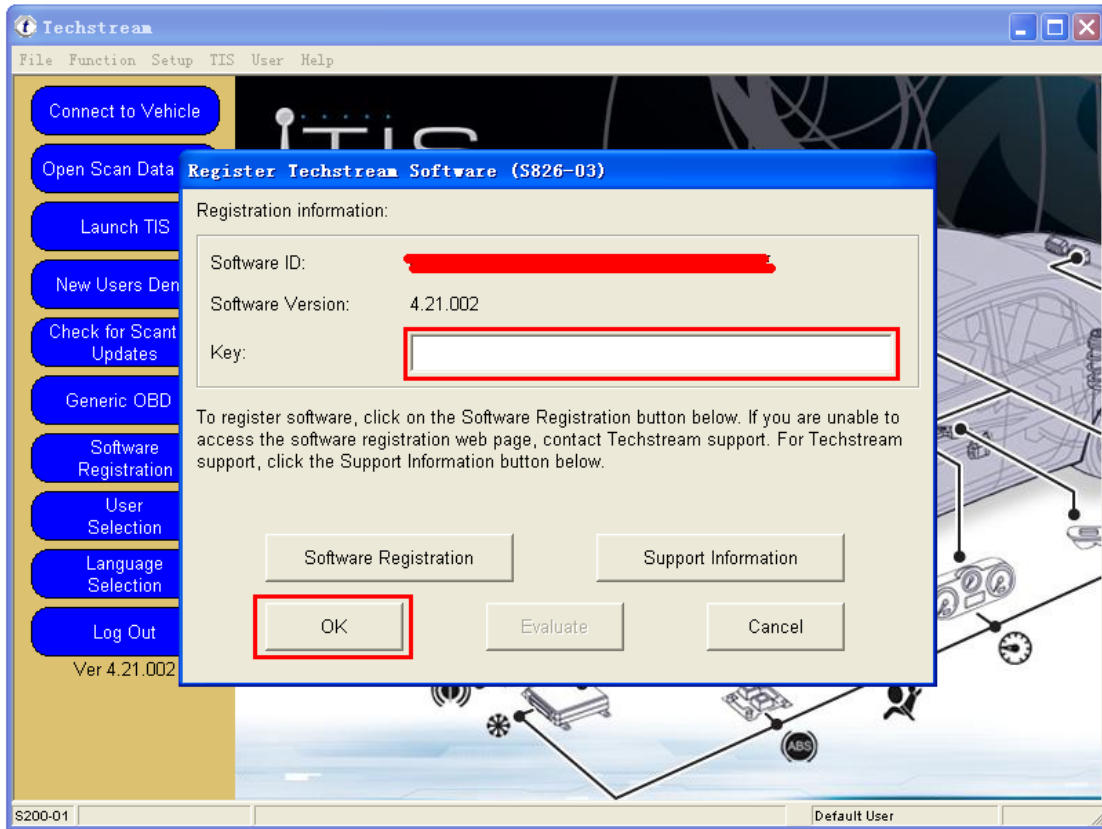 Techstream
File Function Setup TIS User Help
Connect to Vehicle
Open Scan Data
Launch TIS
New Users
Check for
Updates
Generic OBD
Software
Registration
User
Selection
Language
Selection
Log Out
Ver 4.21.002
iTIS
Register Techstream Software (S826-03)
Registration information:
Software ID:
Software Version: 4.21.002
Key:
To register software, click on the Software Registration button below. If you are unable to
access the software registration web page, contact Techstream support. For Techstream
support, click the Support Information button below.
Software Registration Support Information
OK Evaluate Cancel
ABS
S200-01 Default User